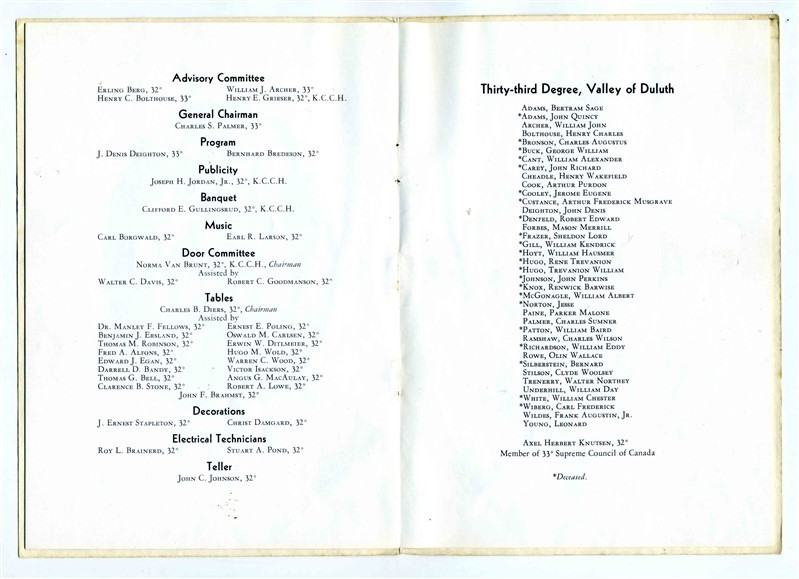 Advisory Committee
Erling Berg, 32° William J. Archer, 33°
Henry C. Bolthouse, 33° Henry E. Grieser, 32°, K.C.C.H.
General Chairman
Charles S. Palmer, 33°
Program
J. Denis Deighton, 33° Bernhard Bredeson, 32°
Publicity
Joseph H. Jordan, Jr., 32°, K.C.C.H.
Banquet
Clifford E. Gullingsrud, 32°, K.C.C.H.
Music
Carl Borgwald, 32° Earl R. Larson, 32°
Door Committee
Norma Van Brunt, 32°, K.C.C.H., Chairman
Assisted by
Walter C. Davis, 32° Robert C. Goodmanson, 32°
Tables
Charles B. Diers, 32°, Chairman
Assisted by
Dr. Manley F. Fellows, 32° Ernest E. Poling, 32°
Benjamin J. Ersland, 32° Oswald M. Carlsen, 32°
Thomas M. Robinson, 32° Erwin W. Ditlmeier, 32°
Fred A. Alfons, 32° Hugo M. Wold, 32°
Edward J. Egan, 32° Warren C. Wood, 32°
Darrell D. Bandy, 32° Victor Isackson, 32°
Thomas G. Bell, 32° Angus G. MacAulay, 32°
Clarence B. Stone, 32° Robert A. Lowe, 32°
John F. Brahmst, 32°
Decorations
J. Ernest Stapleton, 32° Christ Damgard, 32°
Electrical Technicians
Roy L. Brainerd, 32° Stuart A. Pond, 32°
Teller
John C. Johnson, 32°
Thirty-third Degree, Valley of Duluth
Adams, Bertram Sage
*Adams, John Quincy
Archer, William John
Bolthouse, Henry Charles
*Bronson, Charles Augustus
*Buck, George William
*Cant, William Alexander
*Carey, John Richard
Cheadle, Henry Wakefield
Cook, Arthur Purdon
*Cooley, Jerome Eugene
*Custance, Arthur Frederick Musgrave
Deighton, John Denis
*Denfeld, Robert Edward
Forbes, Mason Merrill
*Frazer, Sheldon Lord
*Gill, William Kendrick
*Hoyt, William Hausmer
*Hugo, Rene Trevanion
*Hugo, Trevanion William
*Johnson, John Perkins
*Knox, Renwick Barwise
*McGonagle, William Albert
*Norton, Jesse
Paine, Parker Malone
Palmer, Charles Sumner
*Patton, William Baird
Ramshaw, Charles Wilson
*Richardson, William Eddy
Rowe, Olin Wallace
*Silberstein, Bernard
Stilson, Clyde Woolsey
Trenerry, Walter Northey
Underhill, William Day
*White, William Chester
*Wiberg, Carl Frederick
Wildes, Frank Augustin, Jr.
Young, Leonard
Axel Herbert Knutsen, 32°
Member of 33° Supreme Council of Canada
*Deceased.